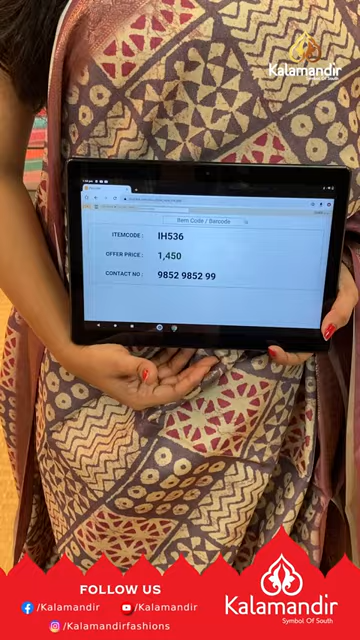 Kalamandir
Symbol Of South
Item Code / Barcode
ITEMCODE : IH536
OFFER PRICE : 1,450
CONTACT NO : 9852 9852 99
FOLLOW US
/Kalamandir /Kalamandir
/Kalamandirfashions
Kalamandir
Symbol Of South